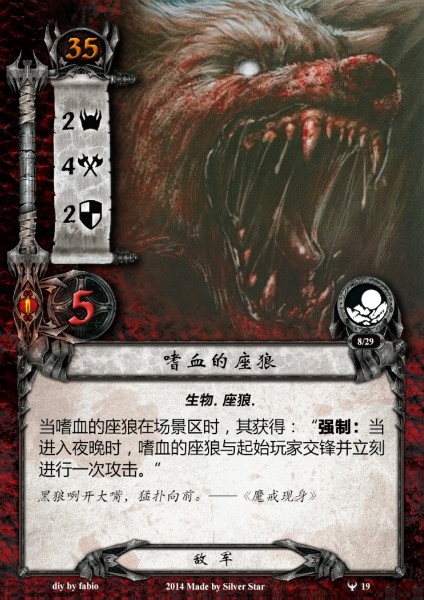 35
2
4
2
5
8/29
嗜血的座狼
生物. 座狼.
当嗜血的座狼在场景区时，其获得：“强制：当
进入夜晚时，嗜血的座狼与起始玩家交锋并立刻
进行一次攻击。”
黑狼咧开大嘴，猛扑向前。——《魔戒现身》
敌军
diy by fabio
2014 Made by Silver Star
19